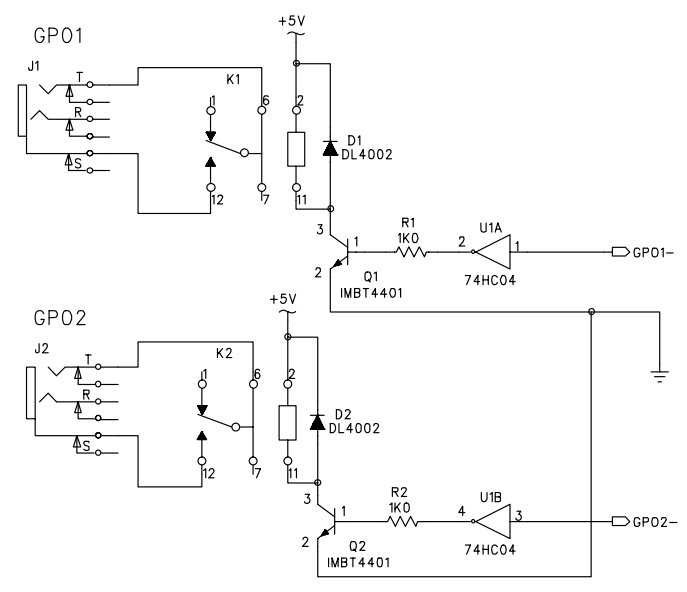 +5V
GPO1
J1
T
R
S
K1
1
6
2
12
7
11
D1
DL4002
3
1
2
R1
1K0
U1A
2
1
74HC04
GPO1-
Q1
IMBT4401
+5V
GPO2
J2
T
R
S
K2
1
6
2
12
7
11
D2
DL4002
3
1
2
R2
1K0
U1B
4
3
74HC04
GPO2-
Q2
IMBT4401